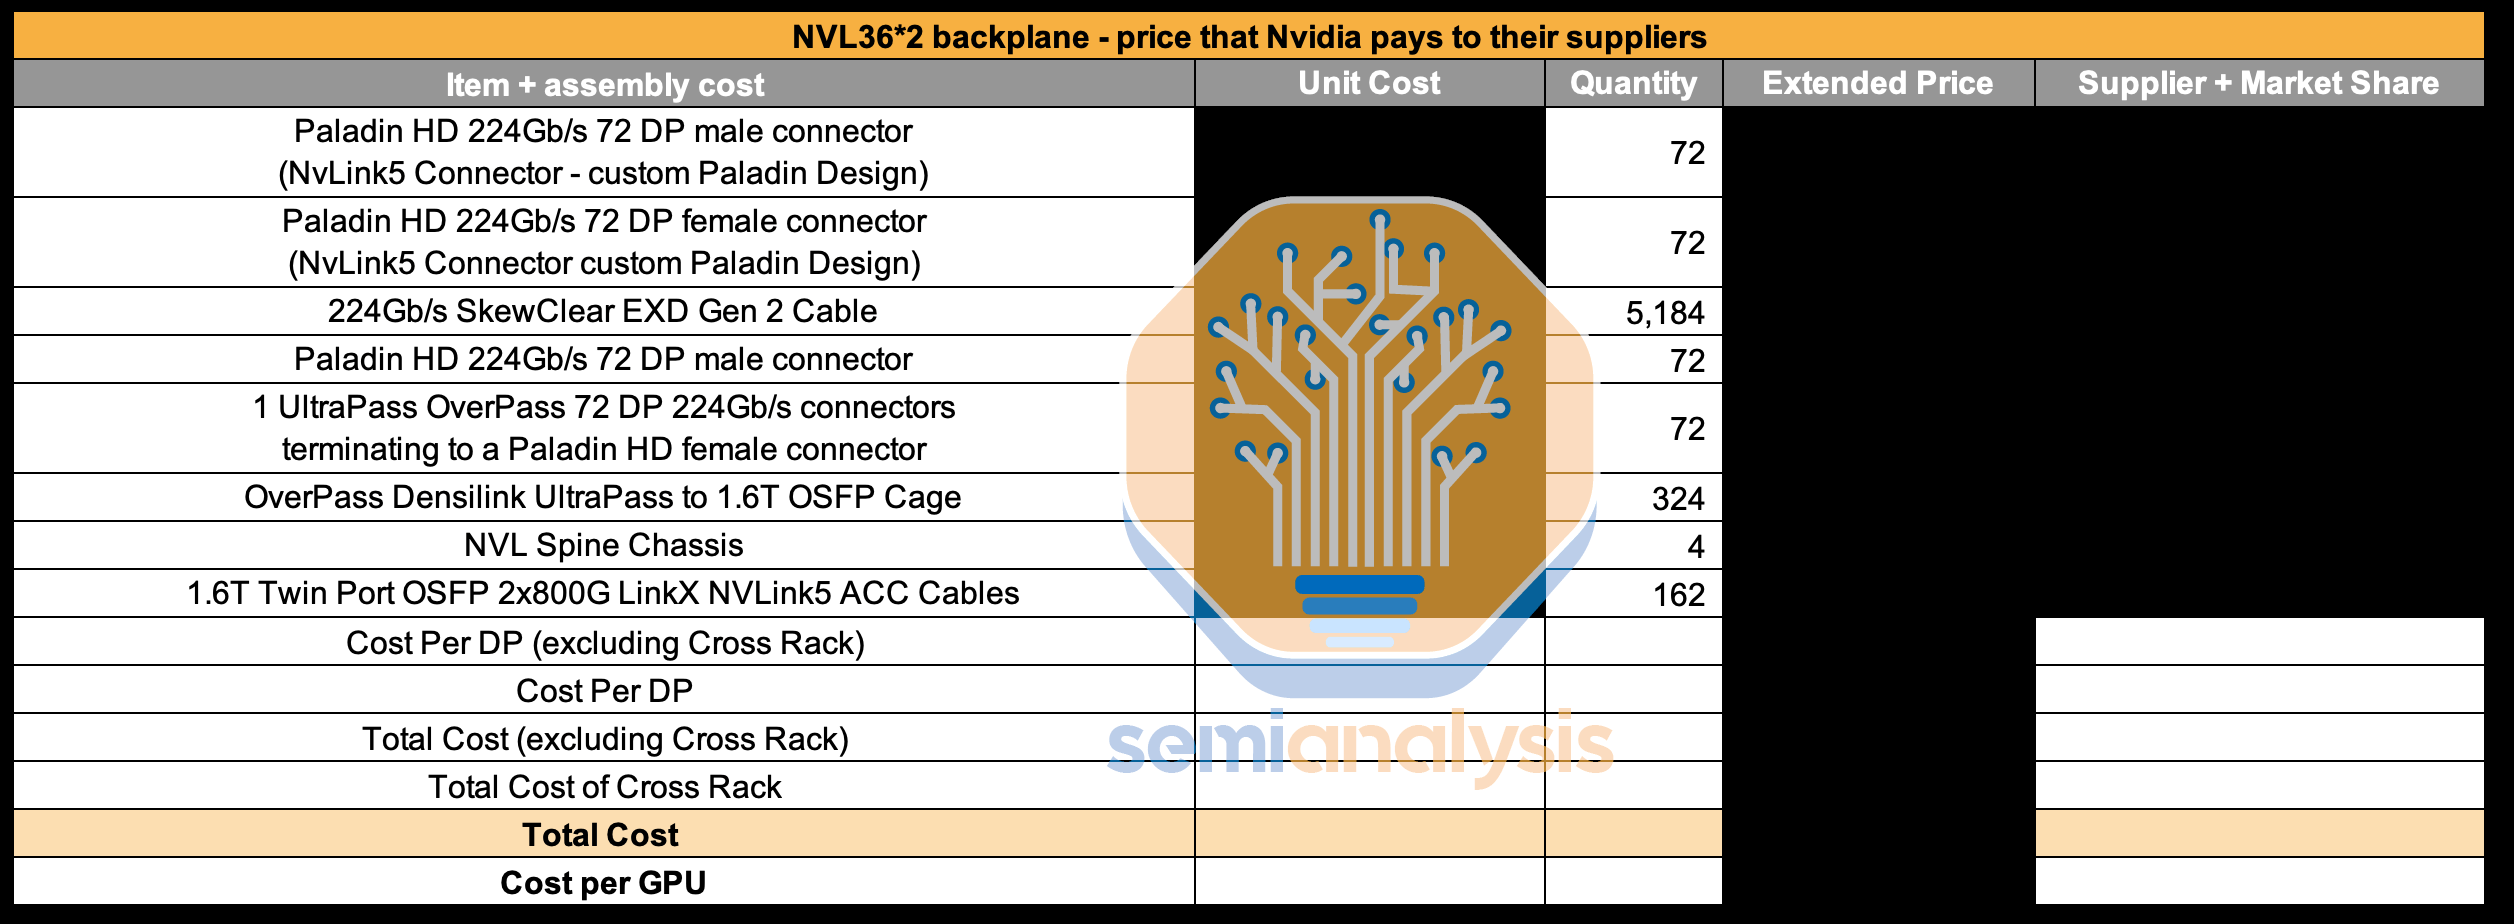 NVL36*2 backplane - price that Nvidia pays to their suppliers
Item + assembly cost Unit Cost Quantity Extended Price Supplier + Market Share
Paladin HD 224Gb/s 72 DP male connector
(NvLink5 Connector - custom Paladin Design) 72
Paladin HD 224Gb/s 72 DP female connector
(NvLink5 Connector custom Paladin Design) 72
224Gb/s SkewClear EXD Gen 2 Cable 5,184
Paladin HD 224Gb/s 72 DP male connector 72
1 UltraPass OverPass 72 DP 224Gb/s connectors
terminating to a Paladin HD female connector 72
OverPass Densilink UltraPass to 1.6T OSFP Cage 324
NVL Spine Chassis 4
1.6T Twin Port OSFP 2x800G LinkX NVLink5 ACC Cables 162
Cost Per DP (excluding Cross Rack)
Cost Per DP
Total Cost (excluding Cross Rack)
semianalysis
Total Cost of Cross Rack
Total Cost
Cost per GPU